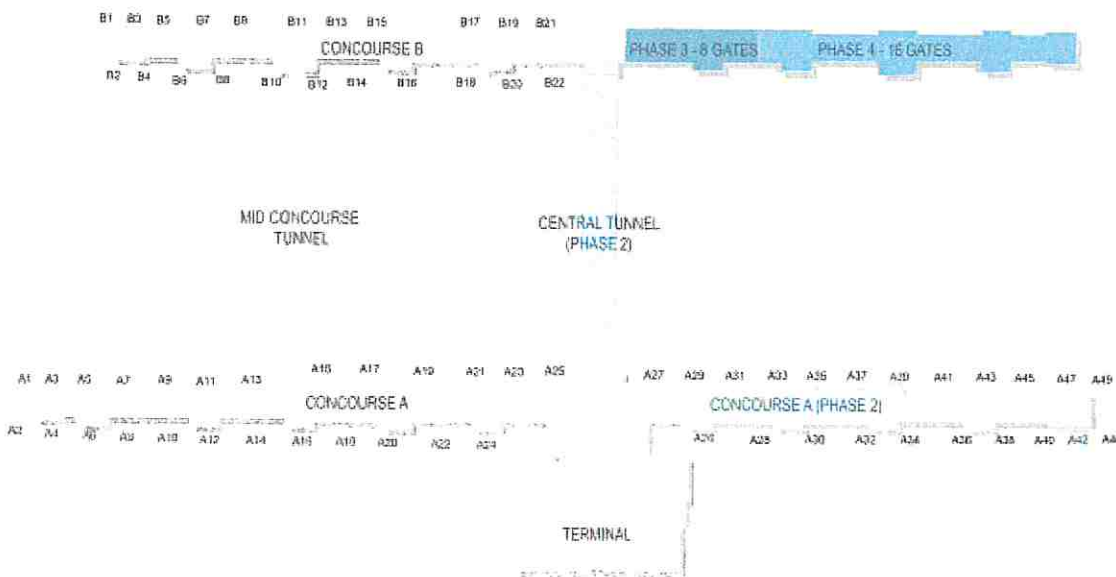 B1 B3 B5 B7 B9 B11 B13 B15 B17 B19 B21
CONCOURSE B
PHASE 3 - 8 GATES PHASE 4 - 16 GATES
B2 B4 B6 B8 B10 B12 B14 B16 B18 B20 B22
MID CONCOURSE
TUNNEL
CENTRAL TUNNEL
(PHASE 2)
A1 A3 A5 A7 A9 A11 A13 A15 A17 A19 A21 A23 A25 A27 A29 A31 A33 A35 A37 A39 A41 A43 A45 A47 A49
CONCOURSE A
CONCOURSE A (PHASE 2)
A2 A4 A6 A8 A10 A12 A14 A16 A18 A20 A22 A24 A26 A28 A30 A32 A34 A36 A38 A40 A42
TERMINAL